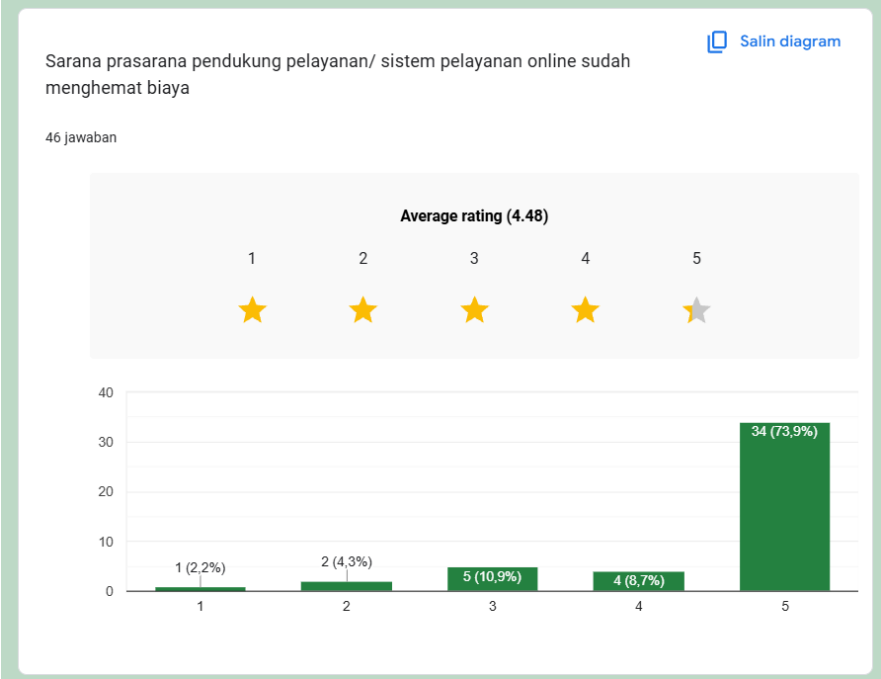 Salin diagram
Sarana prasarana pendukung pelayanan/ sistem pelayanan online sudah
menghemat biaya
46 jawaban
Average rating (4.48)
1 2 3 4 5
40
30
20
10
0
1 (2,2%)
2 (4,3%)
5 (10,9%)
4 (8,7%)
34 (73,9%)
1 2 3 4 5